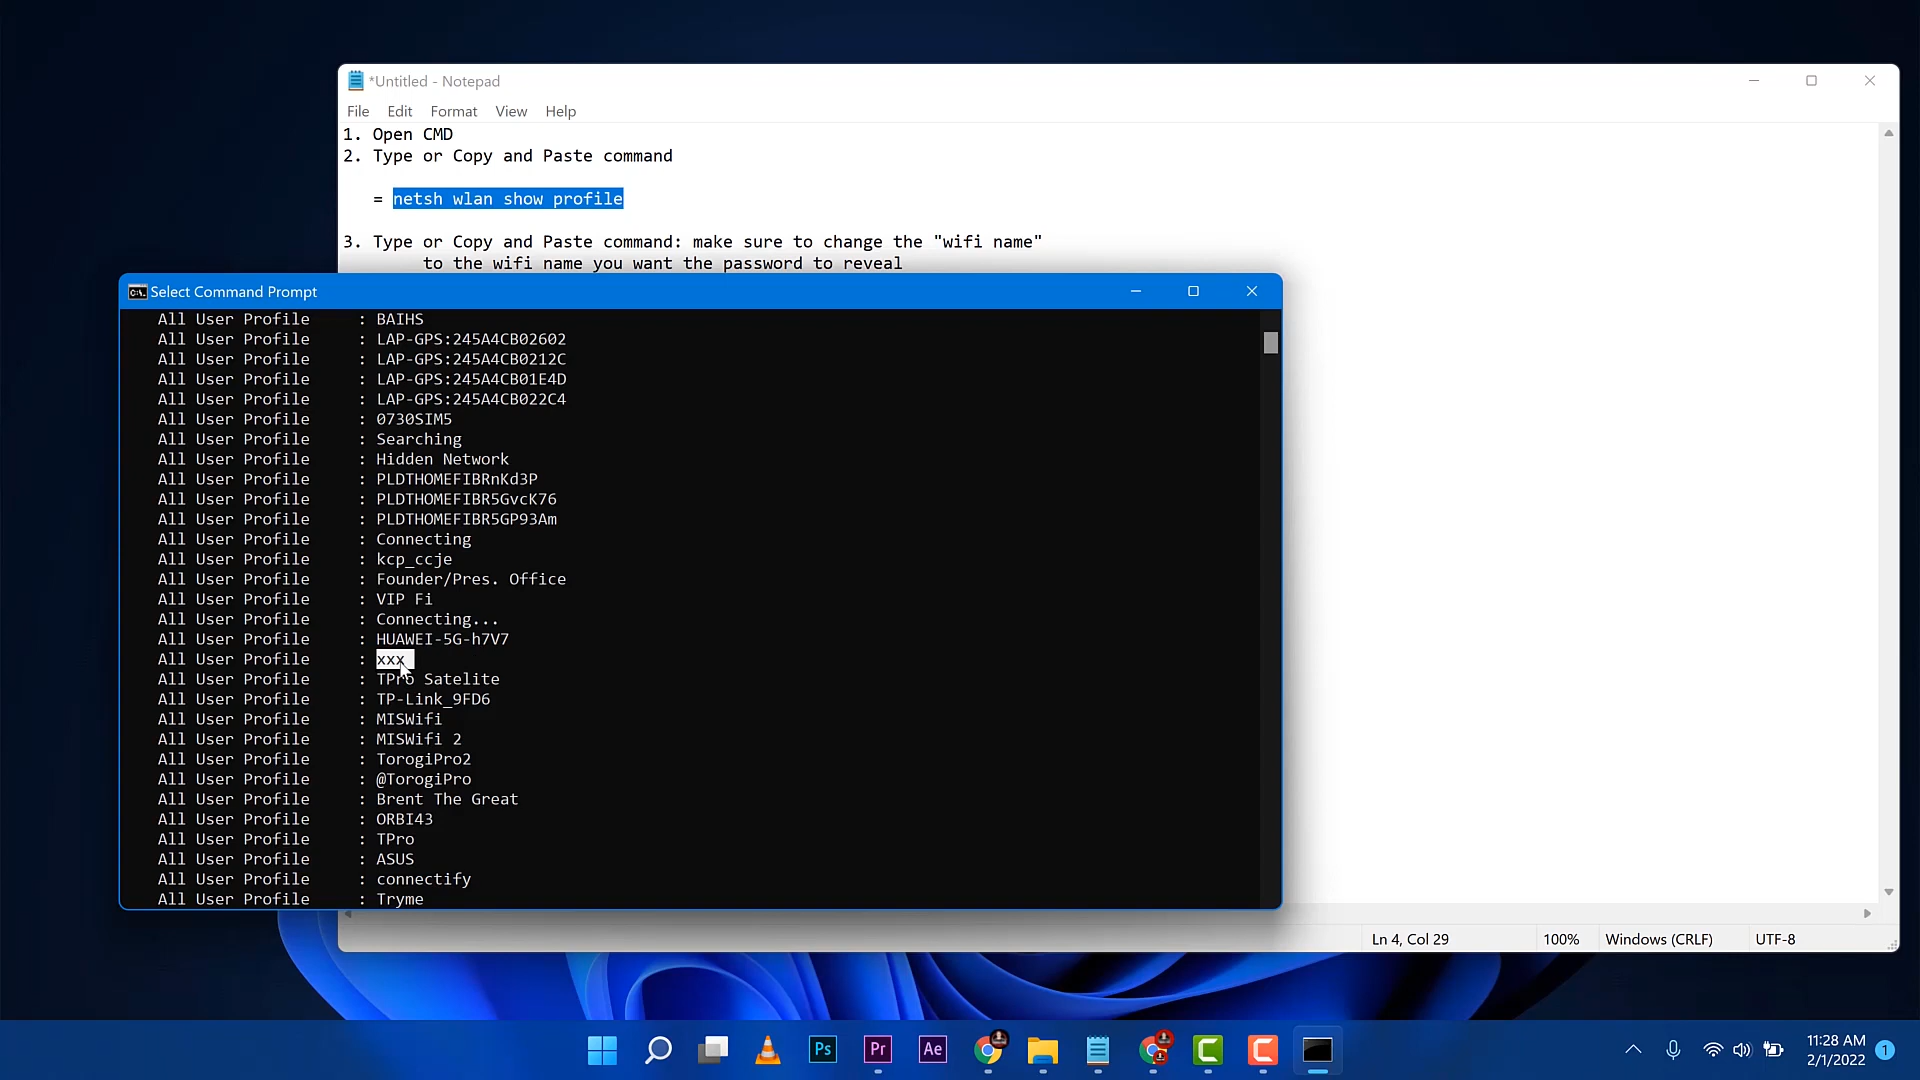 *Untitled - Notepad
File Edit Format View Help
1. Open CMD
2. Type or Copy and Paste command
= netsh wlan show profile
3. Type or Copy and Paste command: make sure to change the "wifi name"
to the wifi name you want the password to reveal
Select Command Prompt
All User Profile : BAIHS
All User Profile : LAP-GPS:245A4CB02602
All User Profile : LAP-GPS:245A4CB0212C
All User Profile : LAP-GPS:245A4CB01E4D
All User Profile : LAP-GPS:245A4CB022C4
All User Profile : 0730SIM5
All User Profile : Searching
All User Profile : Hidden Network
All User Profile : PLDTHOMEFIBRnKd3P
All User Profile : PLDTHOMEFIBR5GvcK76
All User Profile : PLDTHOMEFIBR5GP93Am
All User Profile : Connecting
All User Profile : kcp_ccje
All User Profile : Founder/Pres. Office
All User Profile : VIP Fi
All User Profile : Connecting...
All User Profile : HUAWEI-5G-h7V7
All User Profile : xxx
All User Profile : TPro Satelite
All User Profile : TP-Link_9FD6
All User Profile : MISWifi
All User Profile : MISWifi 2
All User Profile : TorogiPro2
All User Profile : @TorogiPro
All User Profile : Brent The Great
All User Profile : ORBI43
All User Profile : TPro
All User Profile : ASUS
All User Profile : connectify
All User Profile : Tryme
Ln 4, Col 29 100% Windows (CRLF) UTF-8
Ps Pr Ae
11:28 AM
2/1/2022
1